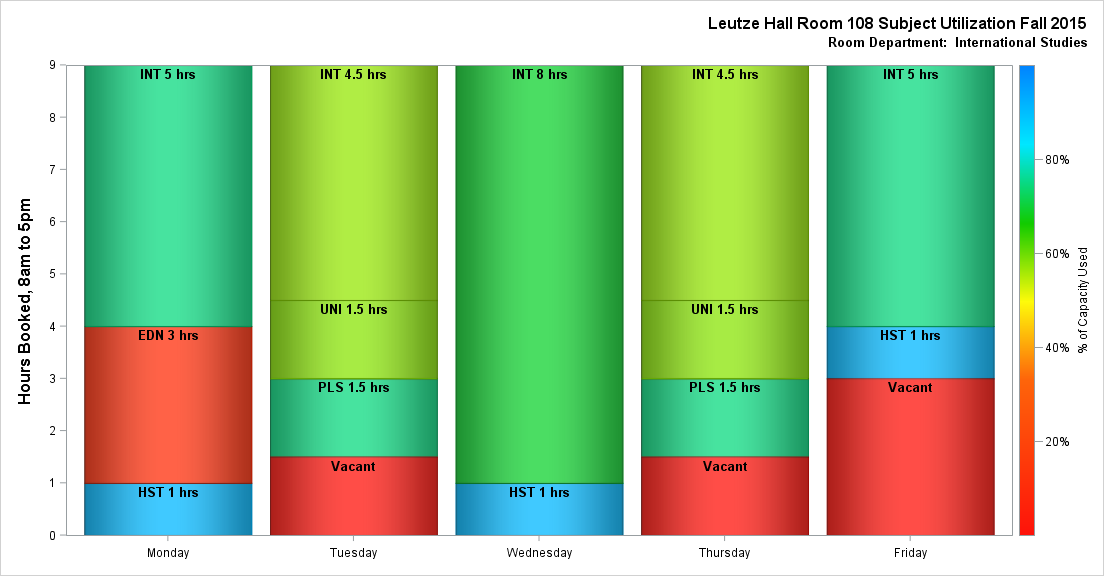 Leutze Hall Room 108 Subject Utilization Fall 2015
Room Department:  International Studies
Hours Booked, 8am to 5pm
9
8
7
6
5
4
3
2
1
0
INT 5 hrs
EDN 3 hrs
HST 1 hrs
INT 4.5 hrs
UNI 1.5 hrs
PLS 1.5 hrs
Vacant
INT 8 hrs
HST 1 hrs
INT 4.5 hrs
UNI 1.5 hrs
PLS 1.5 hrs
Vacant
INT 5 hrs
HST 1 hrs
Vacant
Monday
Tuesday
Wednesday
Thursday
Friday
80%
60%
40%
20%
% of Capacity Used